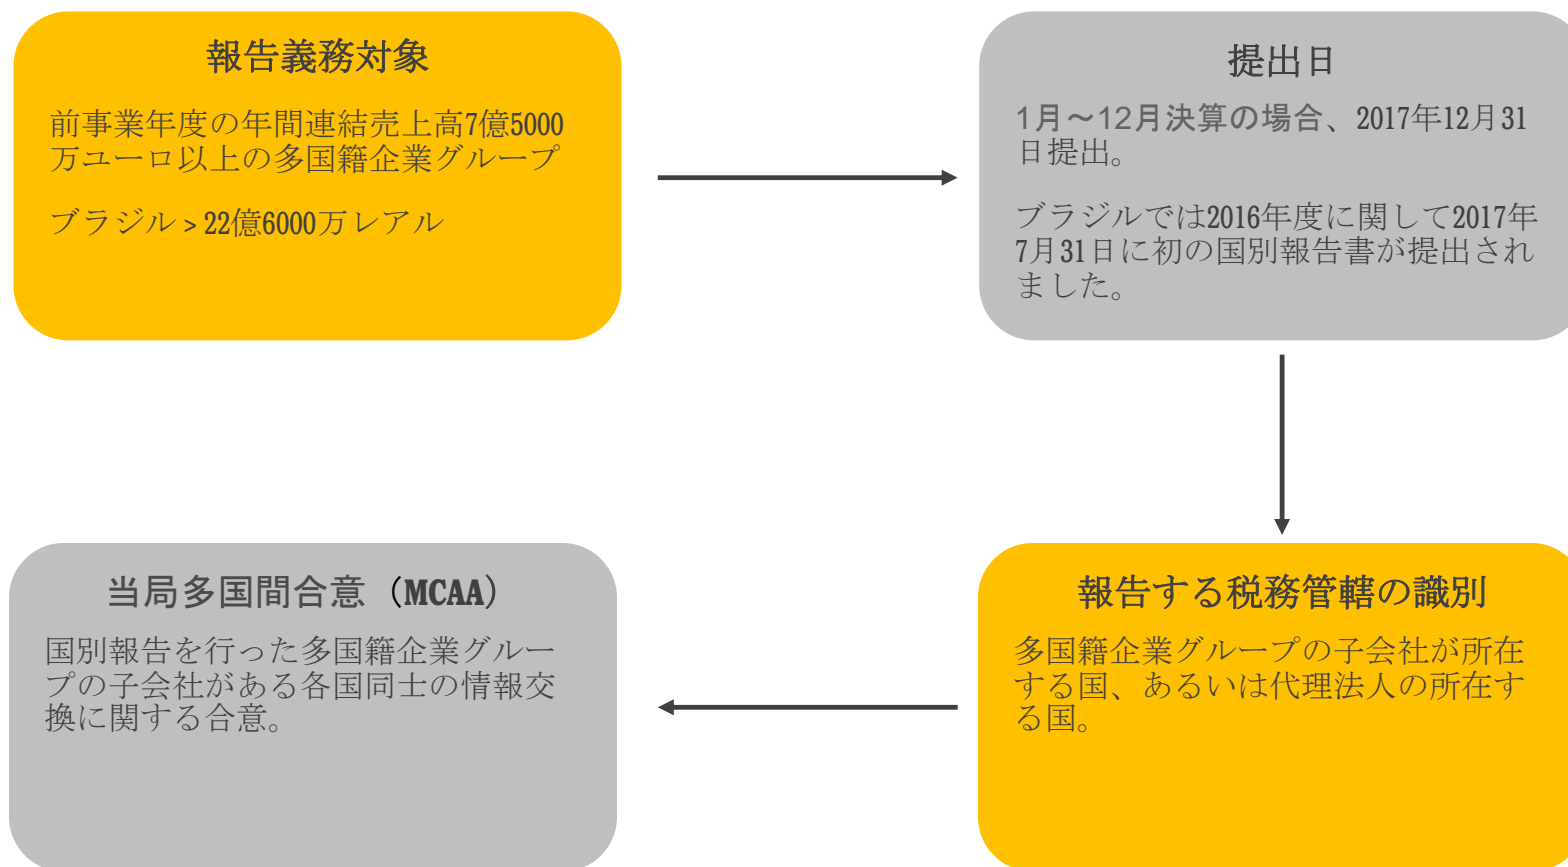 報告義務対象
前事業年度の年間連結売上高7億5000
万ユーロ以上の多国籍企業グループ
ブラジル > 22億6000万レアル
提出日
1月～12月決算の場合、2017年12月31
日提出。
ブラジルでは2016年度に関して2017年
7月31日に初の国別報告書が提出され
ました。
報告する税務管轄の識別
多国籍企業グループの子会社が所在
する国、あるいは代理法人の所在す
る国。
当局多国間合意（MCAA）
国別報告を行った多国籍企業グルー
プの子会社がある各国同士の情報交
換に関する合意。